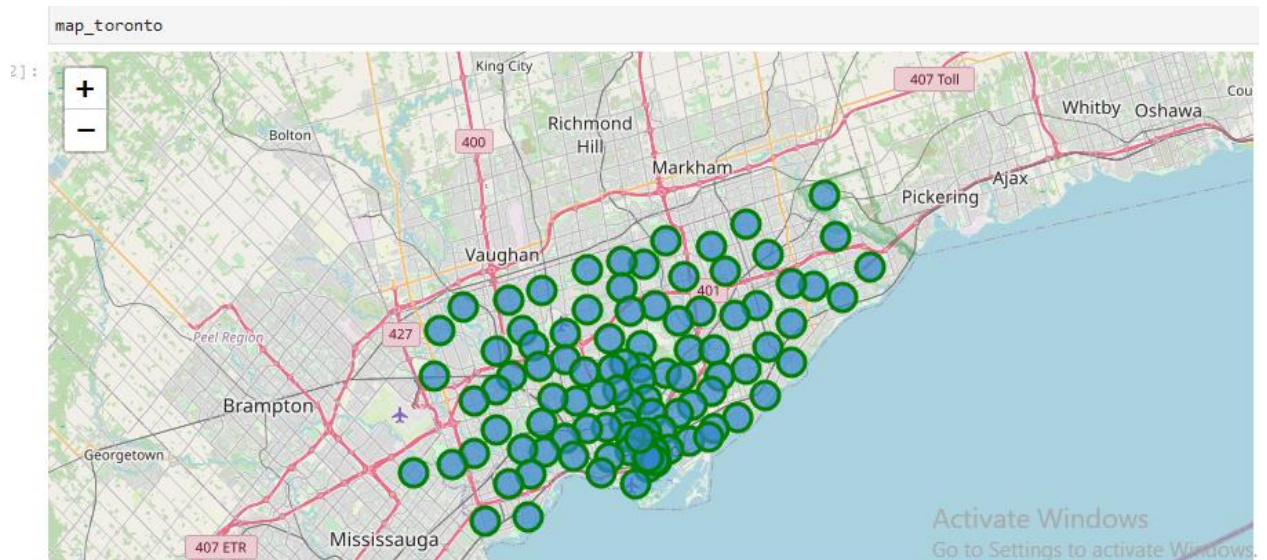 map_toronto
2]:
+
−
King City
407 Toll
Whitby
Oshawa
Cou
Bolton
400
Richmond
Hill
Markham
Pickering
Ajax
Vaughan
401
427
Peel Region
Brampton
Georgetown
Mississauga
407 ETR
Activate Windows
Go to Settings to activate Windows.